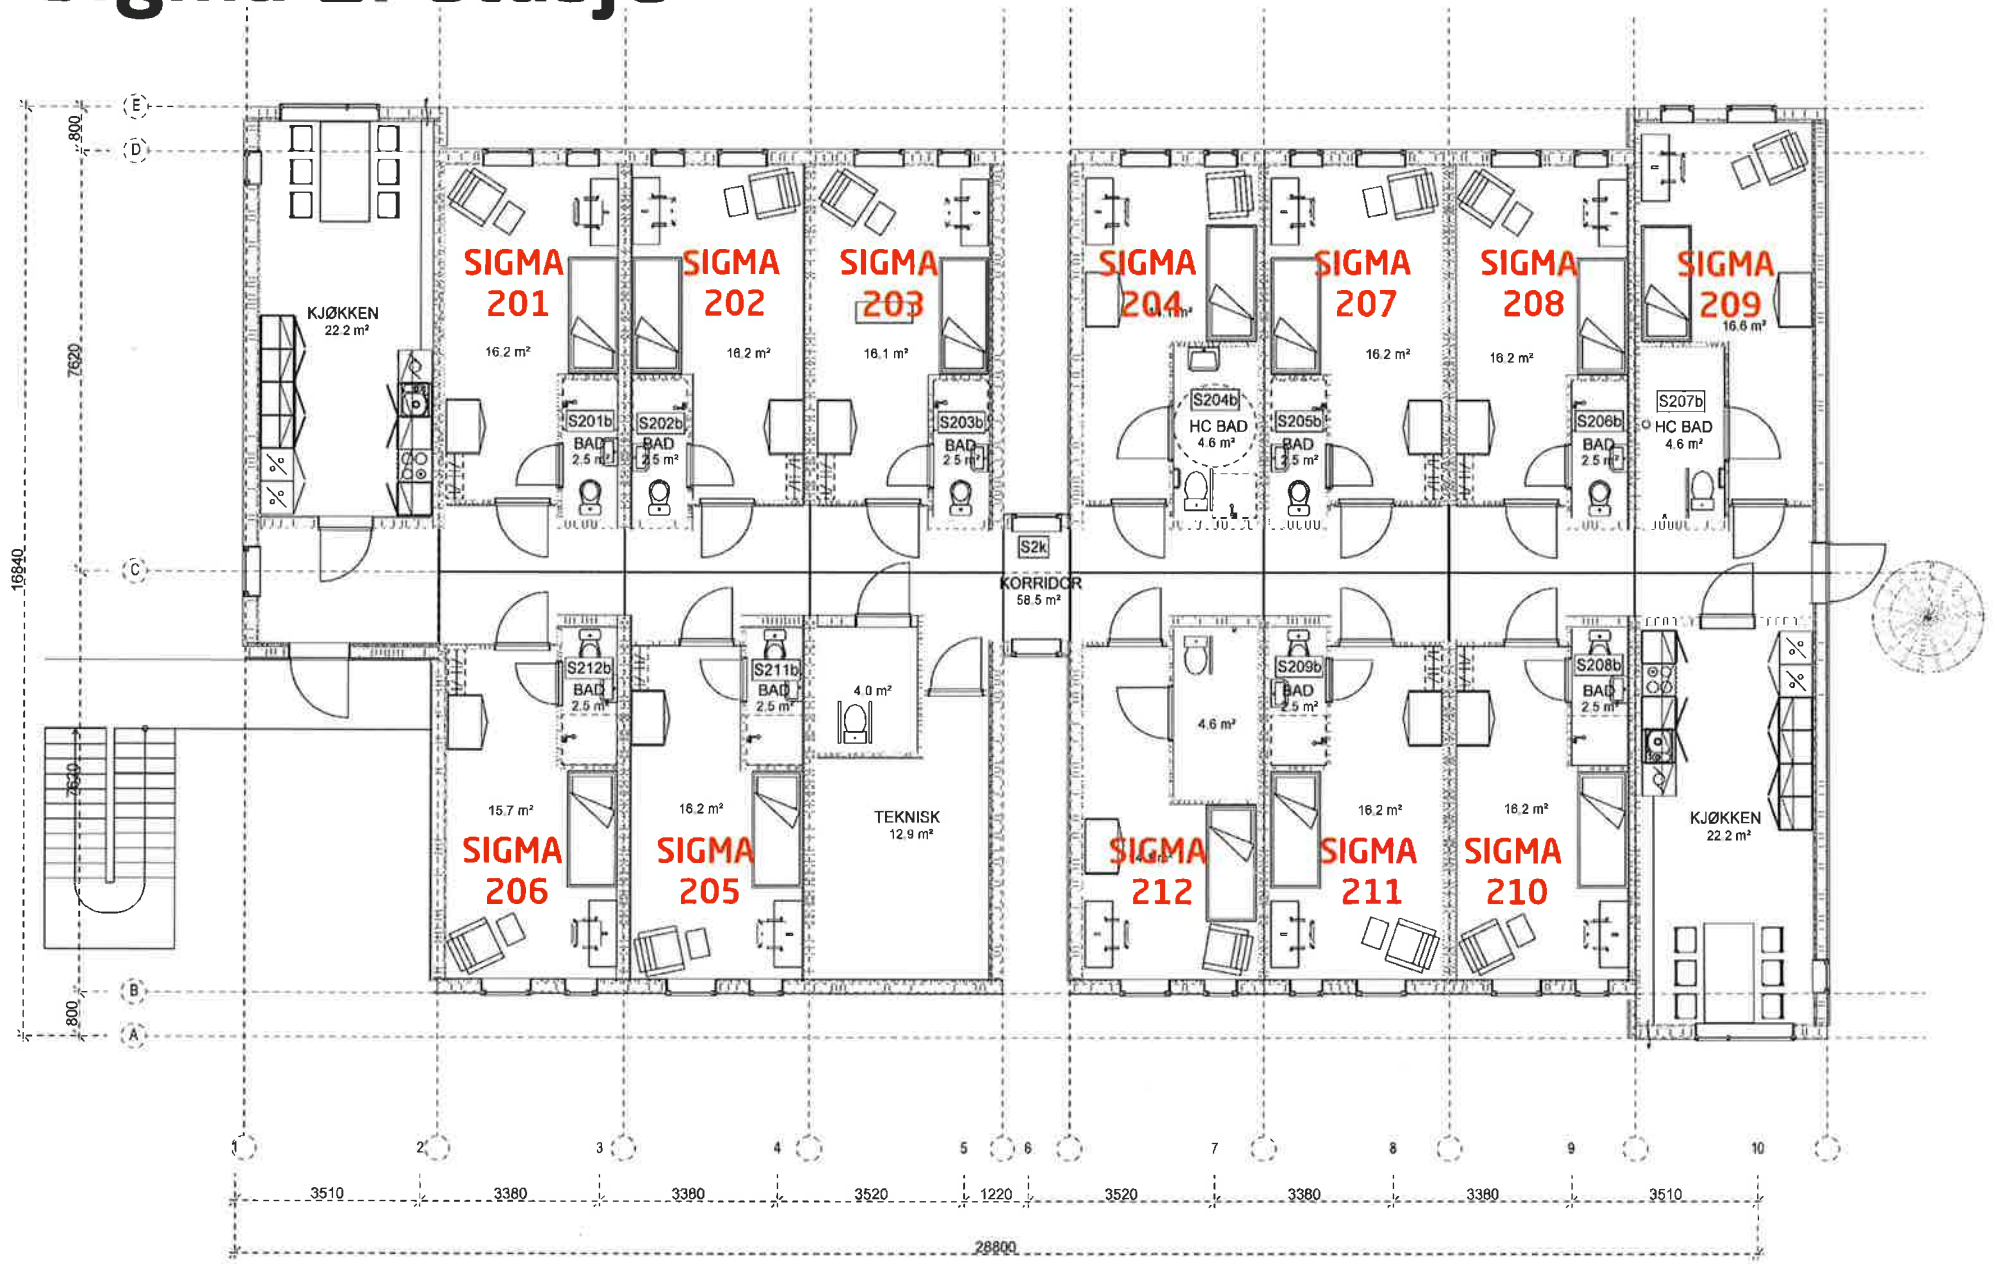 E
D
C
B
A
800
7620
16840
7620
800
KJØKKEN
22.2 m²
SIGMA
201
16.2 m²
S201b
BAD
2.5 m²
SIGMA
202
16.2 m²
S202b
BAD
2.5 m²
SIGMA
203
16.1 m²
S203b
BAD
2.5 m²
SIGMA
204
S204b
HC BAD
4.6 m²
SIGMA
207
16.2 m²
S205b
BAD
2.5 m²
SIGMA
208
16.2 m²
S206b
BAD
2.5 m²
SIGMA
209
16.6 m²
S207b
HC BAD
4.6 m²
S2k
KORRIDOR
58.5 m²
S212b
BAD
2.5 m²
15.7 m²
SIGMA
206
S211b
BAD
2.5 m²
16.2 m²
SIGMA
205
4.0 m²
TEKNISK
12.9 m²
4.6 m²
SIGMA
212
S209b
BAD
2.5 m²
16.2 m²
SIGMA
211
S208b
BAD
2.5 m²
16.2 m²
SIGMA
210
KJØKKEN
22.2 m²
1 2 3 4 5 6 7 8 9 10
3510 3380 3380 3520 1220 3520 3380 3380 3510
28800